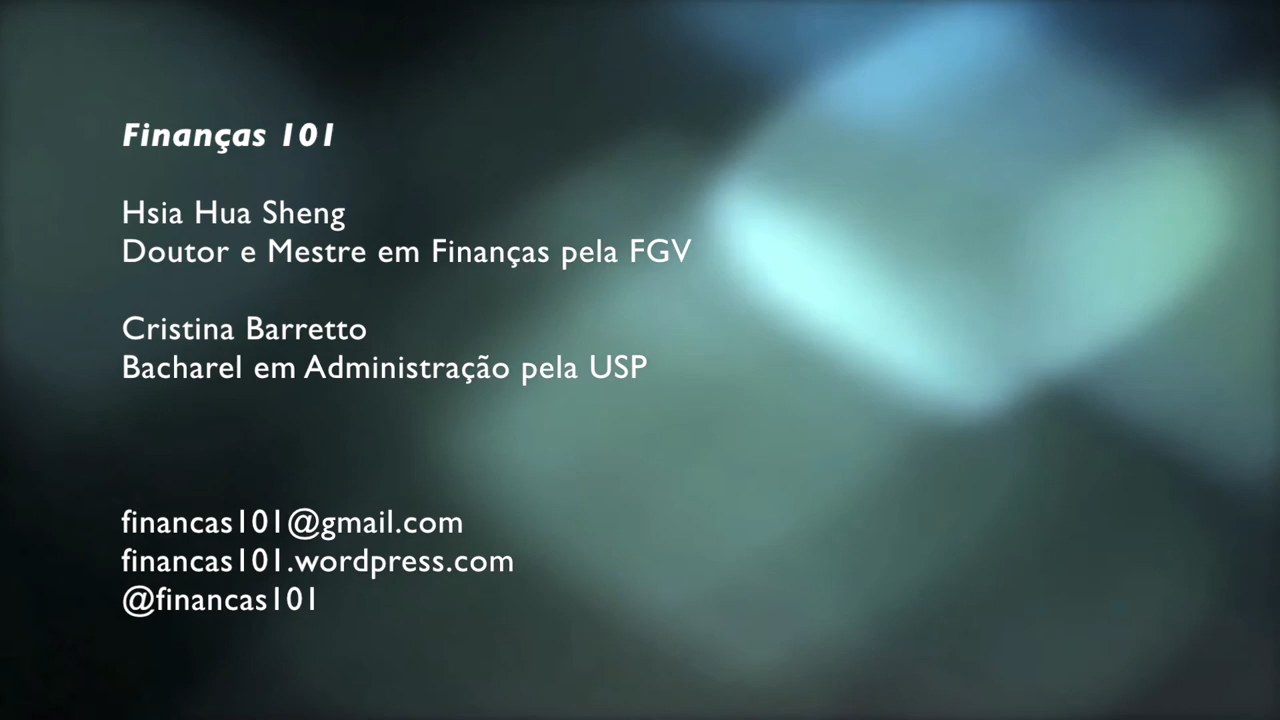 Finanças 101
Hsia Hua Sheng
Doutor e Mestre em Finanças pela FGV
Cristina Barretto
Bacharel em Administração pela USP
financas101@gmail.com
financas101.wordpress.com
@financas101